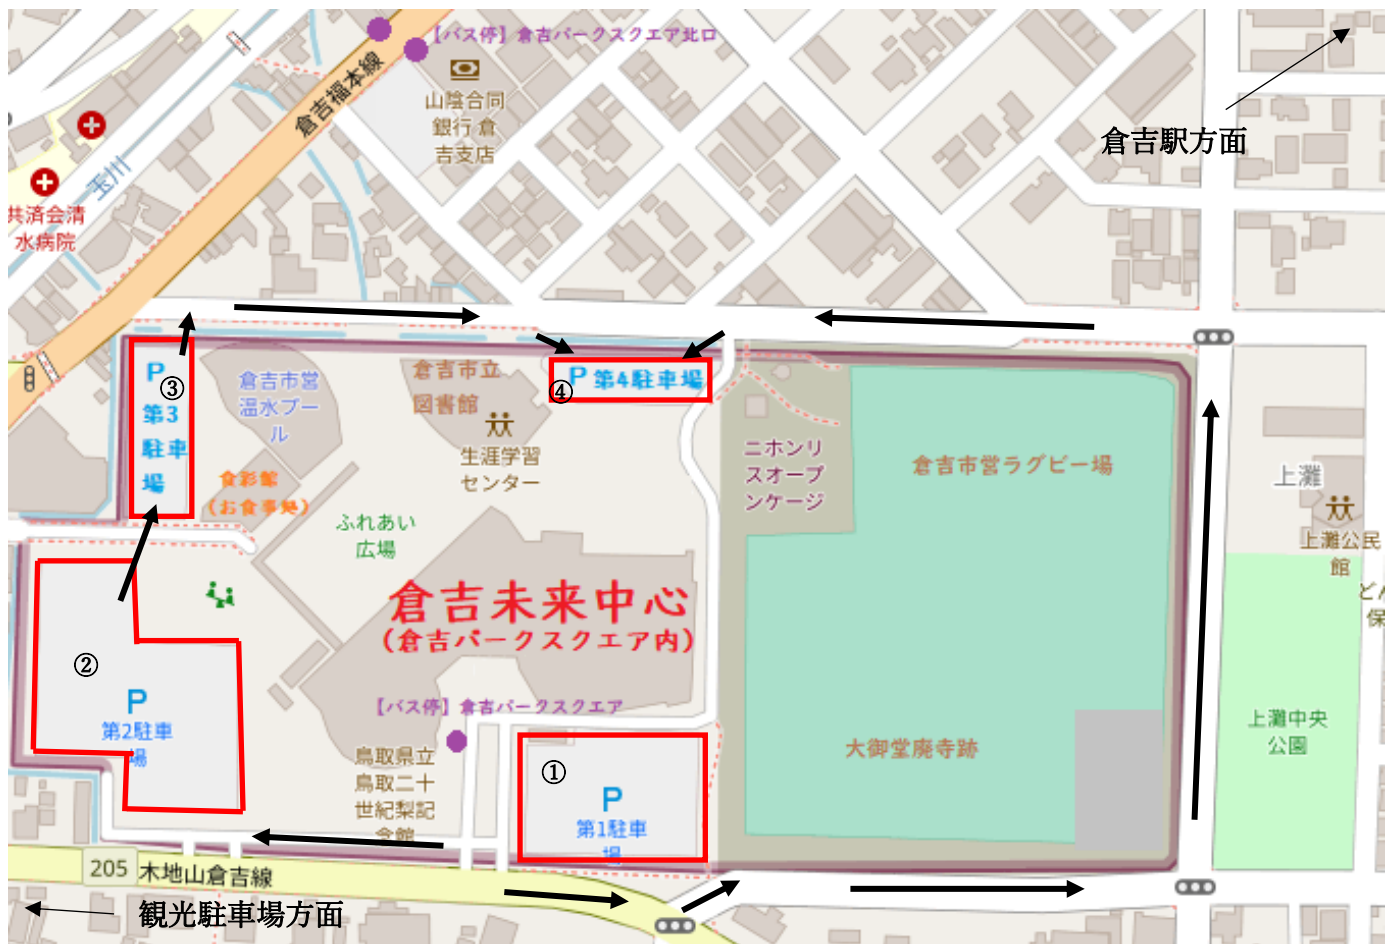 【バス停】倉吉パークスクエア北口
倉吉福本線
山陰合同
銀行 倉
吉支店
倉吉駅方面
玉川
共済会清
水病院
P
③
第3
駐車
場
倉吉市営
温水プー
ル
倉吉市立
図書館
④
P 第4駐車場
生涯学習
センター
食彩館
(お食事処)
ふれあい
広場
ニホンリ
スオープ
ンケージ
倉吉市営ラグビー場
上灘
上灘公民
館
倉吉未来中心
(倉吉パークスクエア内)
②
P
第2駐車
場
【バス停】倉吉パークスクエア
鳥取県立
鳥取二十
世紀梨記
念館
①
P
第1駐車
場
大御堂廃寺跡
上灘中央
公園
205
木地山倉吉線
観光駐車場方面